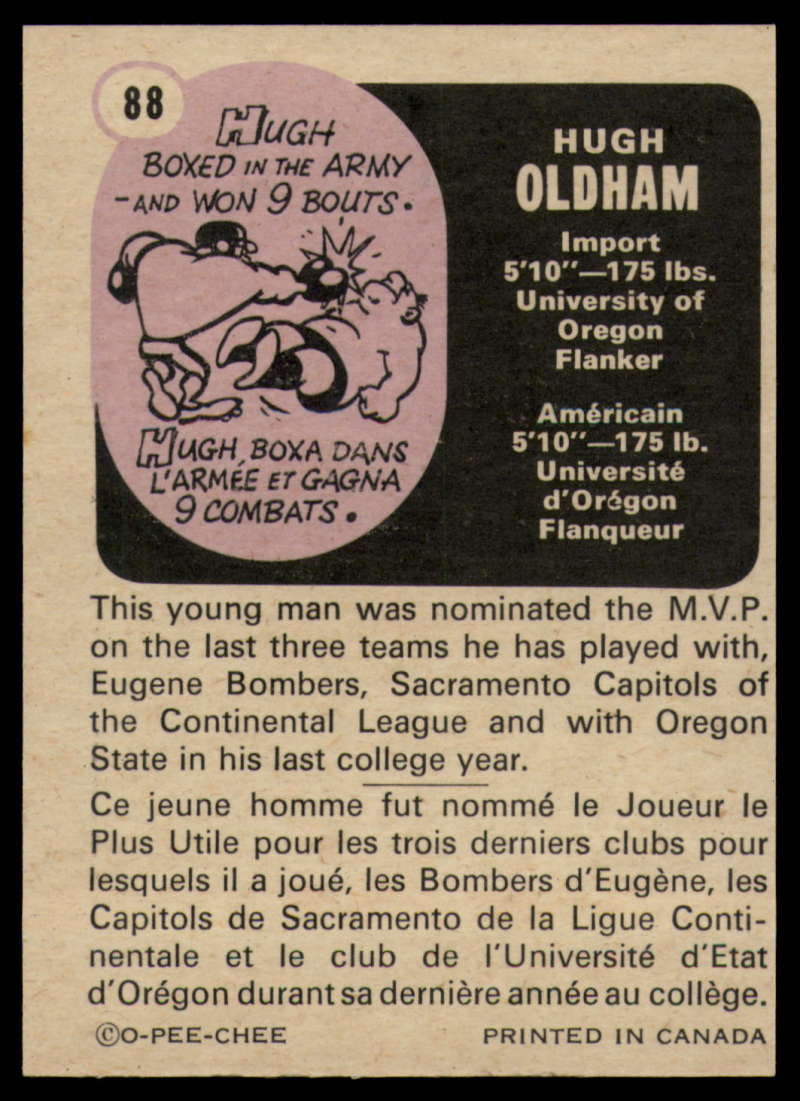 88
HUGH
BOXED IN THE ARMY
-AND WON 9 BOUTS.
HUGH BOXA DANS
L'ARMÉE ET GAGNA
9 COMBATS.
HUGH
OLDHAM
Import
5'10"—175 lbs.
University of
Oregon
Flanker
Américain
5'10"—175 lb.
Université
d'Orégon
Flanqueur
This young man was nominated the M.V.P.
on the last three teams he has played with,
Eugene Bombers, Sacramento Capitols of
the Continental League and with Oregon
State in his last college year.
Ce jeune homme fut nommé le Joueur le
Plus Utile pour les trois derniers clubs pour
lesquels il a joué, les Bombers d'Eugène, les
Capitols de Sacramento de la Ligue Conti-
nentale et le club de l'Université d'Etat
d'Orégon durant sa dernière année au collège.
©O-PEE-CHEE PRINTED IN CANADA